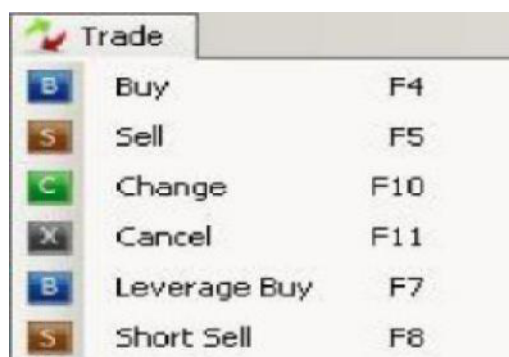 Trade
B Buy F4
S Sell F5
C Change F10
X Cancel F11
B Leverage Buy F7
S Short Sell F8